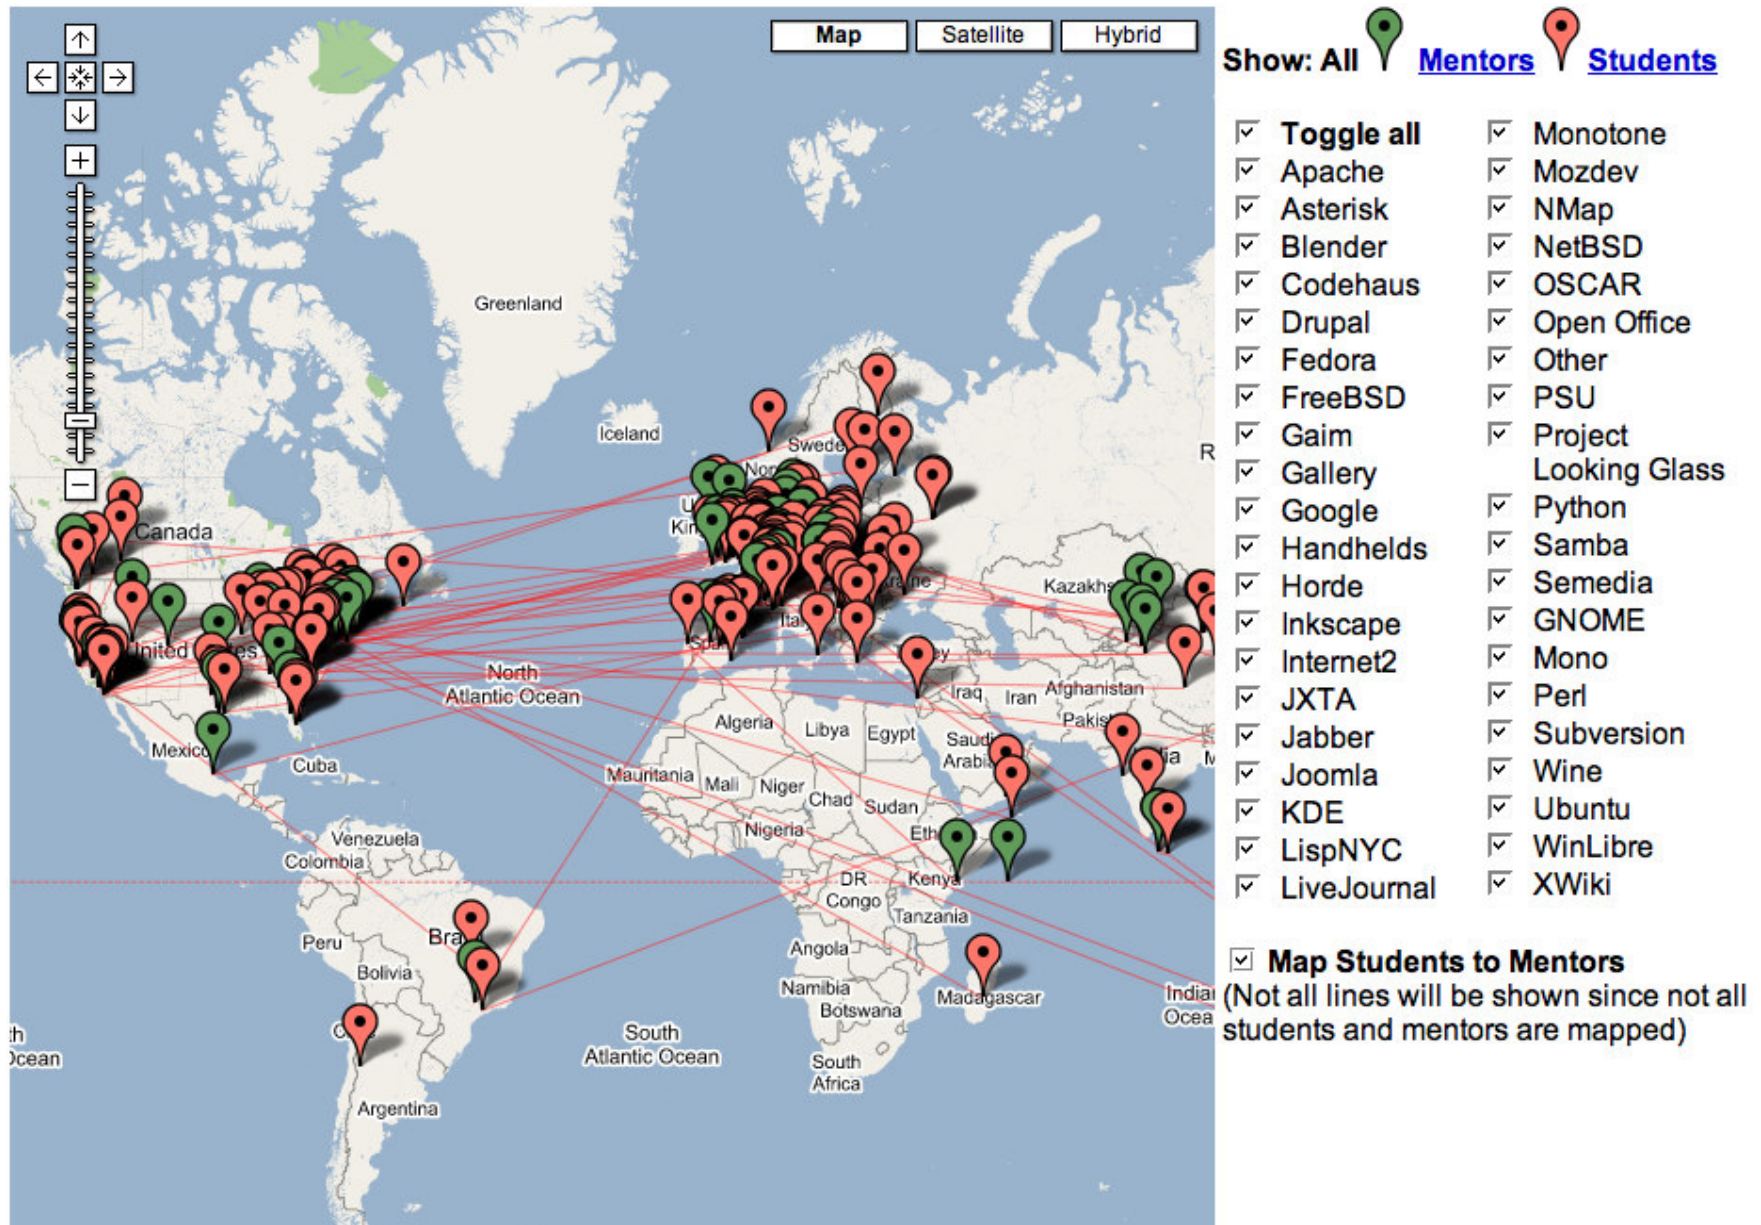 Map
Satellite
Hybrid
Show: All Mentors Students
Toggle all
Apache
Asterisk
Blender
Codehaus
Drupal
Fedora
FreeBSD
Gaim
Gallery
Google
Handhelds
Horde
Inkscape
Internet2
JXTA
Jabber
Joomla
KDE
LispNYC
LiveJournal
Monotone
Mozdev
NMap
NetBSD
OSCAR
Open Office
Other
PSU
Project
Looking Glass
Python
Samba
Semedia
GNOME
Mono
Perl
Subversion
Wine
Ubuntu
WinLibre
XWiki
Map Students to Mentors
(Not all lines will be shown since not all
students and mentors are mapped)
Greenland
Iceland
Canada
North
Atlantic Ocean
Mexico
Cuba
Venezuela
Colombia
Peru
Bolivia
Argentina
South
Atlantic Ocean
Algeria
Libya
Egypt
Iraq
Iran
Afghanistan
Mauritania
Mali
Niger
Chad
Sudan
Nigeria
Kenya
DR
Congo
Tanzania
Angola
Namibia
Botswana
Madagascar
South
Africa